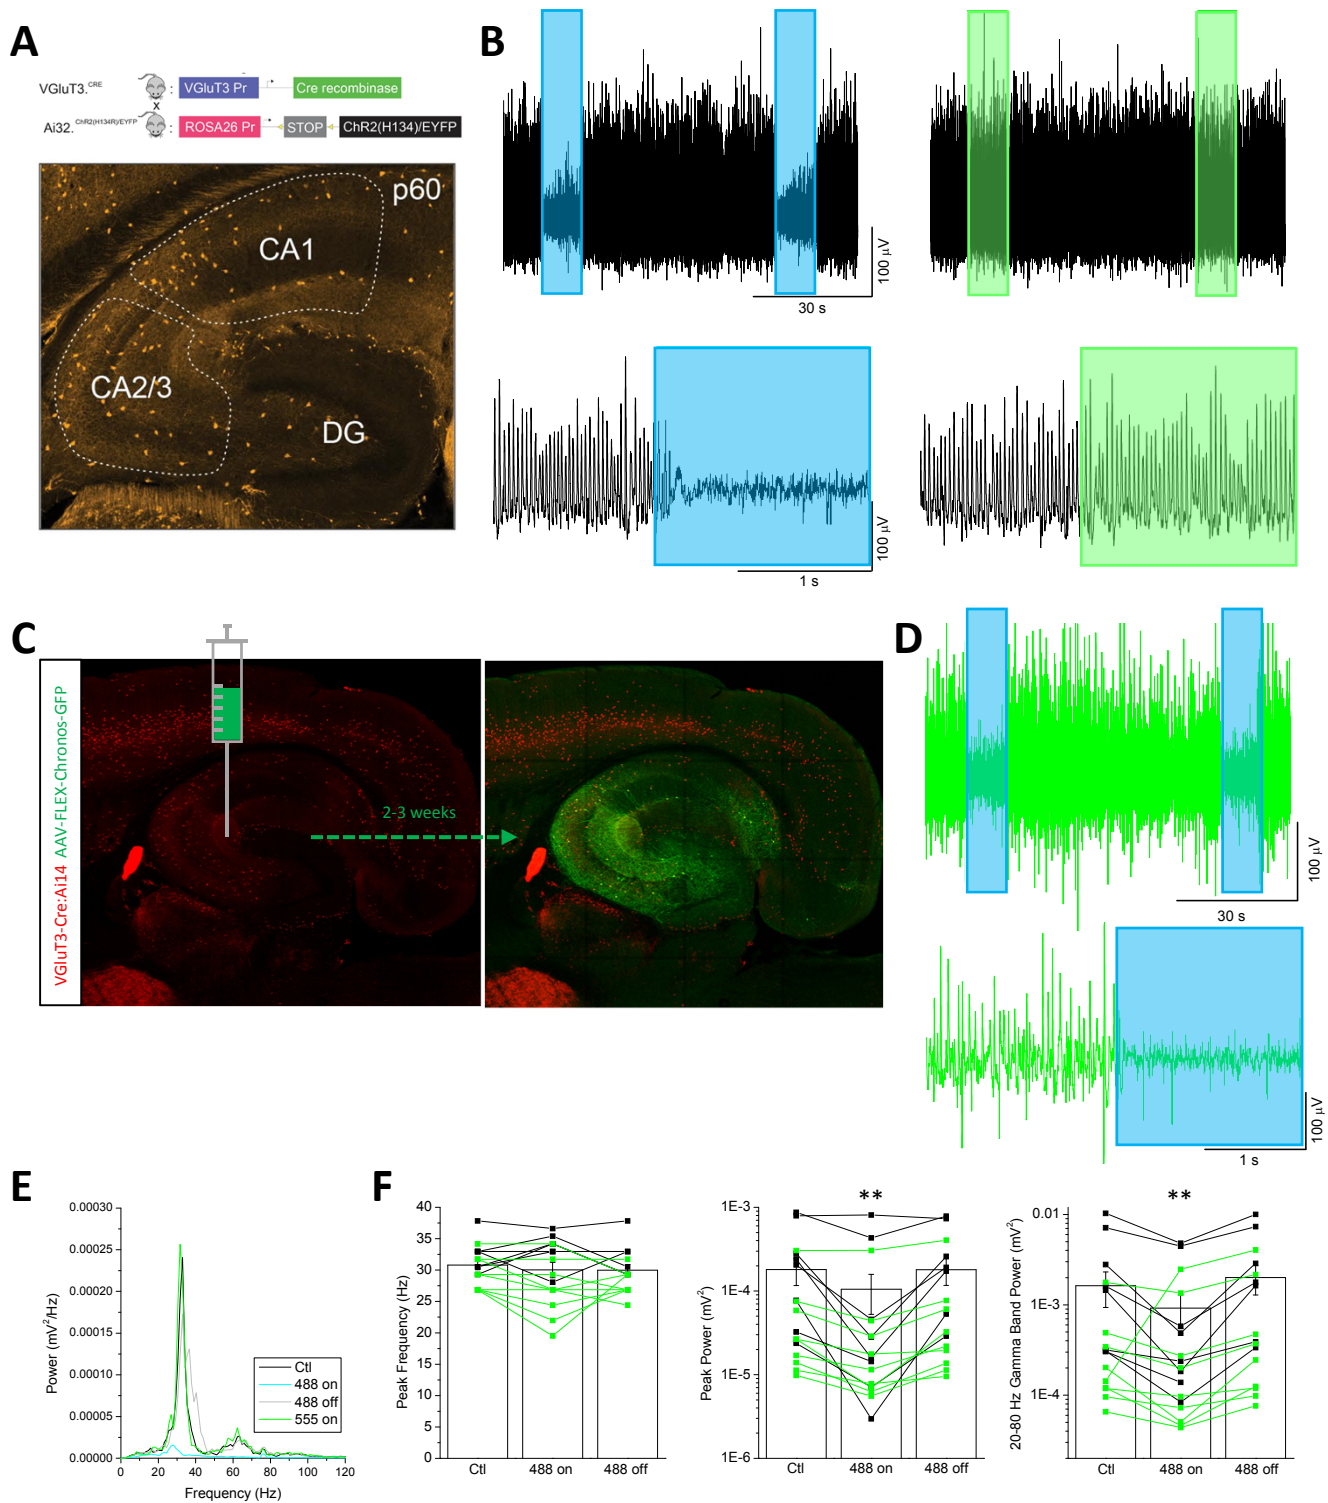 A
VGluT3.CRE
VGluT3 Pr
Cre recombinase
X
Ai32.ChR2(H134R)/EYFP
ROSA26 Pr
STOP
ChR2(H134)/EYFP
p60
CA1
CA2/3
DG
B
100 µV
30 s
100 µV
1 s
C
VGluT3-Cre:Ai14 AAV-FLEX-Chronos-GFP
2-3 weeks
D
100 µV
30 s
100 µV
1 s
E
Power (mV²/Hz)
0.00030
0.00025
0.00020
0.00015
0.00010
0.00005
0.00000
0 20 40 60 80 100 120
Frequency (Hz)
Ctl
488 on
488 off
555 on
F
Peak Frequency (Hz)
40
35
30
25
20
15
10
5
0
Ctl 488 on 488 off
**
Peak Power (mV²)
1E-3
1E-4
1E-5
1E-6
Ctl 488 on 488 off
**
20-80 Hz Gamma Band Power (mV²)
0.01
1E-3
1E-4
Ctl 488 on 488 off